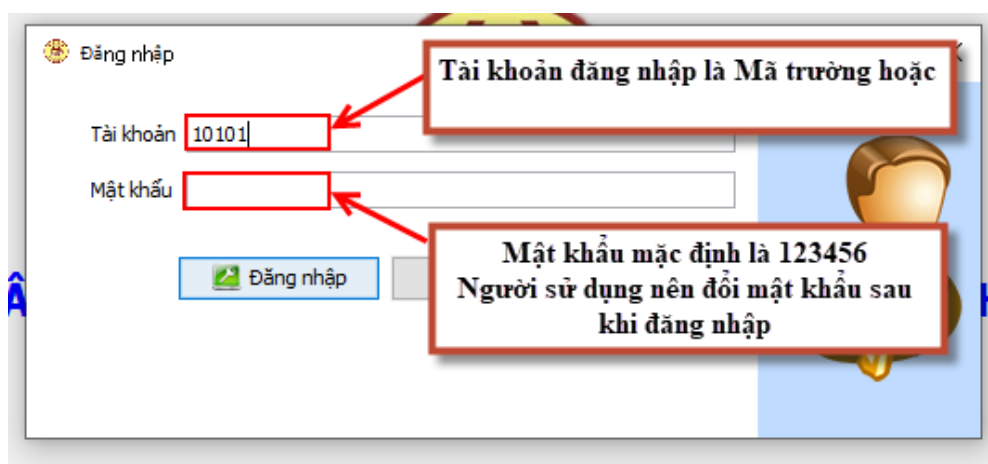 Đăng nhập
Tài khoản đăng nhập là Mã trường hoặc
Tài khoản 10101
Mật khẩu
Mật khẩu mặc định là 123456
Người sử dụng nên đổi mật khẩu sau
khi đăng nhập
Đăng nhập